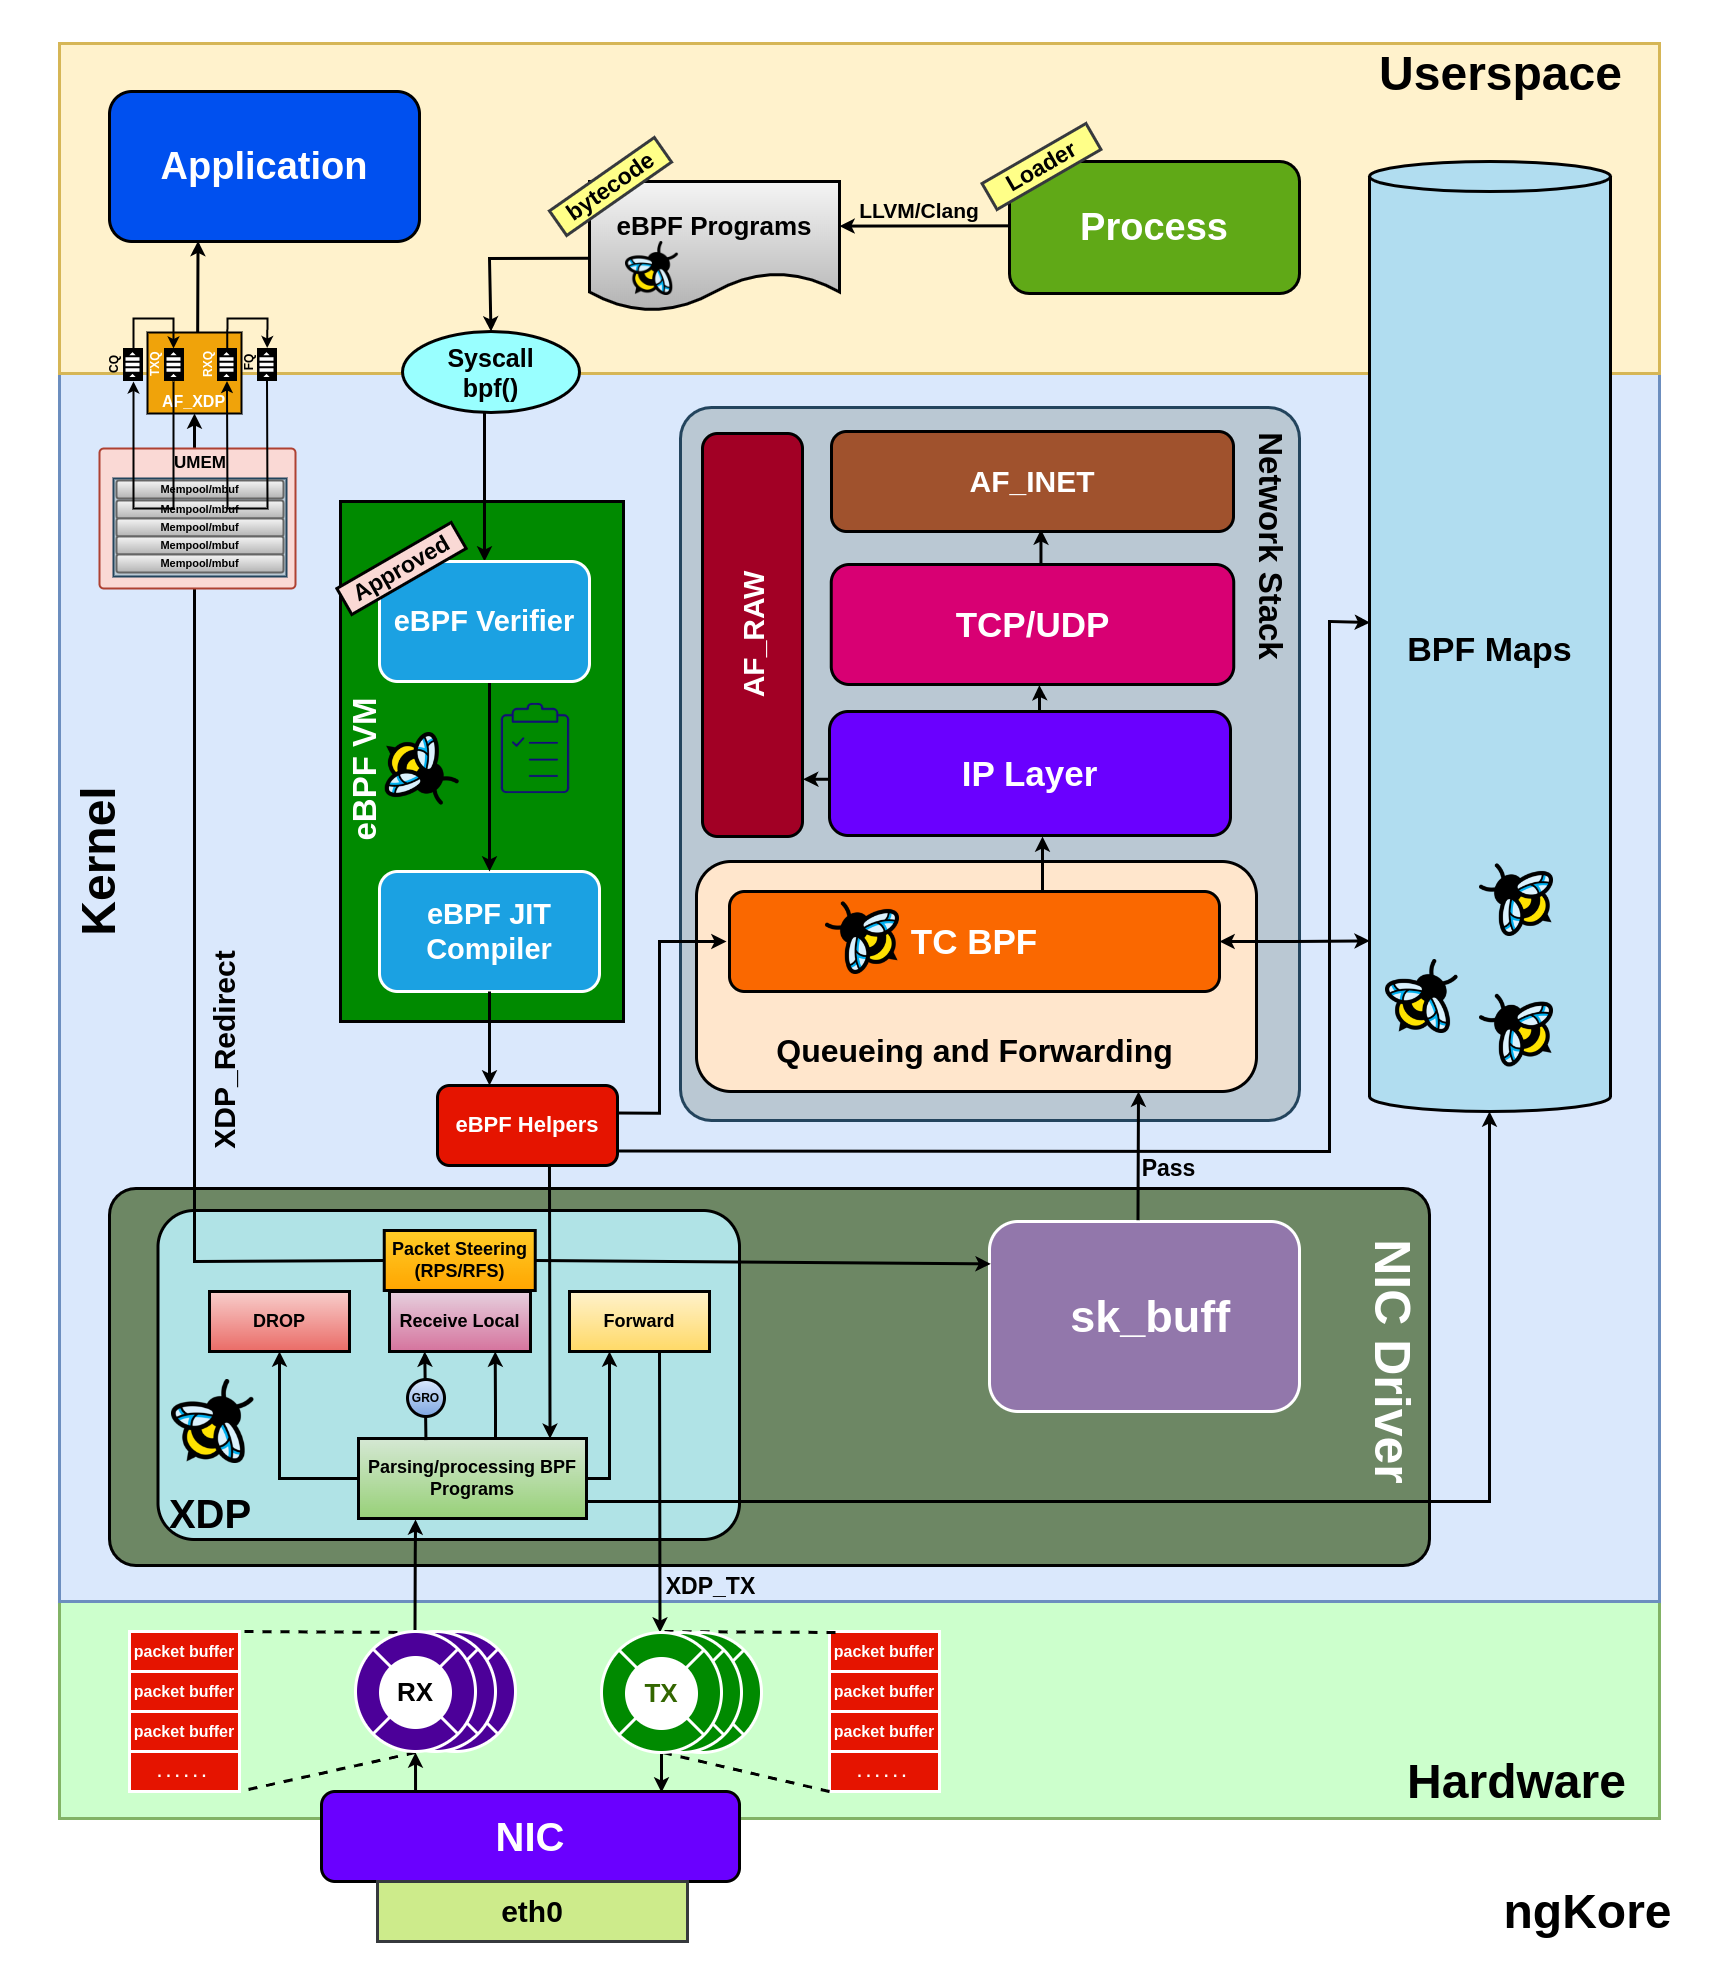 Userspace
Application
bytecode
eBPF Programs
LLVM/Clang
Loader
Process
Syscall
bpf()
CQ
TXQ
RXQ
FQ
AF_XDP
UMEM
Mempool/mbuf
Mempool/mbuf
Mempool/mbuf
Mempool/mbuf
Mempool/mbuf
Kernel
XDP_Redirect
Approved
eBPF Verifier
eBPF VM
eBPF JIT
Compiler
eBPF Helpers
Network Stack
AF_RAW
AF_INET
TCP/UDP
IP Layer
TC BPF
Queueing and Forwarding
BPF Maps
Pass
Packet Steering
(RPS/RFS)
DROP
Receive Local
Forward
GRO
Parsing/processing BPF
Programs
XDP
sk_buff
NIC Driver
XDP_TX
packet buffer
packet buffer
packet buffer
......
RX
TX
packet buffer
packet buffer
packet buffer
......
Hardware
NIC
eth0
ngKore